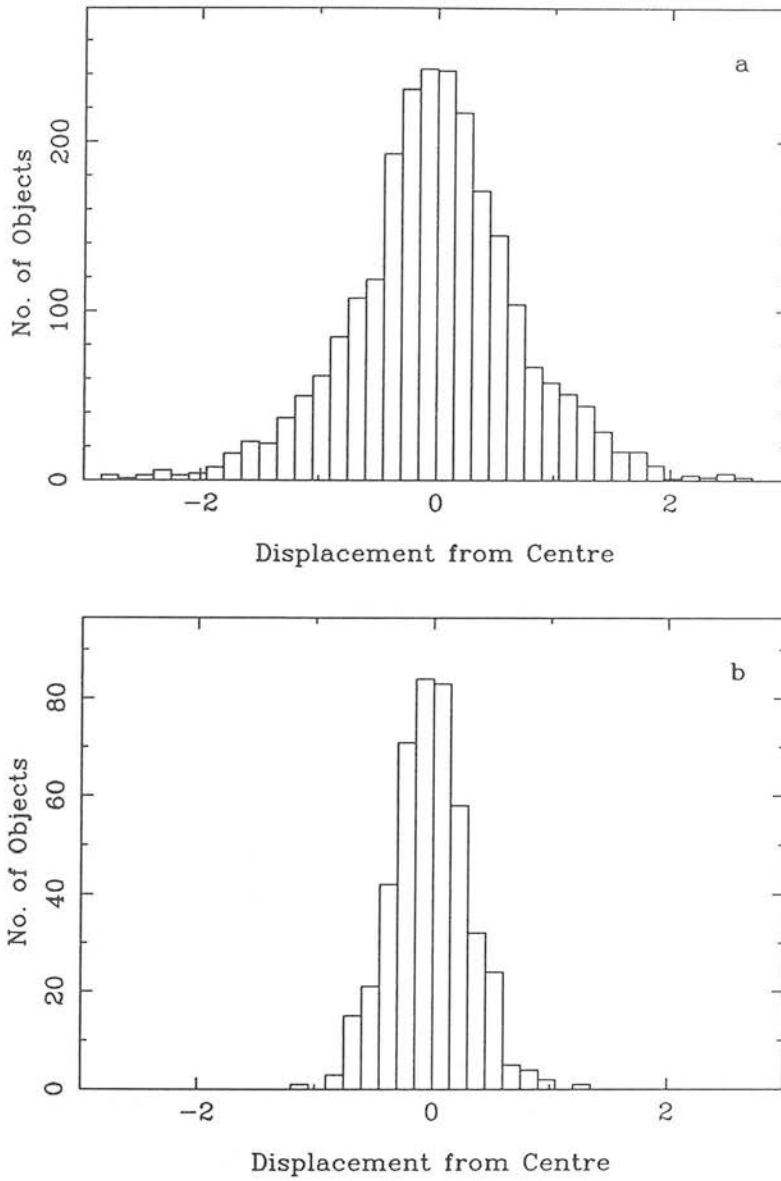 a
200
100
0
No. of Objects
−2 0 2
Displacement from Centre
b
80
60
40
20
0
No. of Objects
−2 0 2
Displacement from Centre